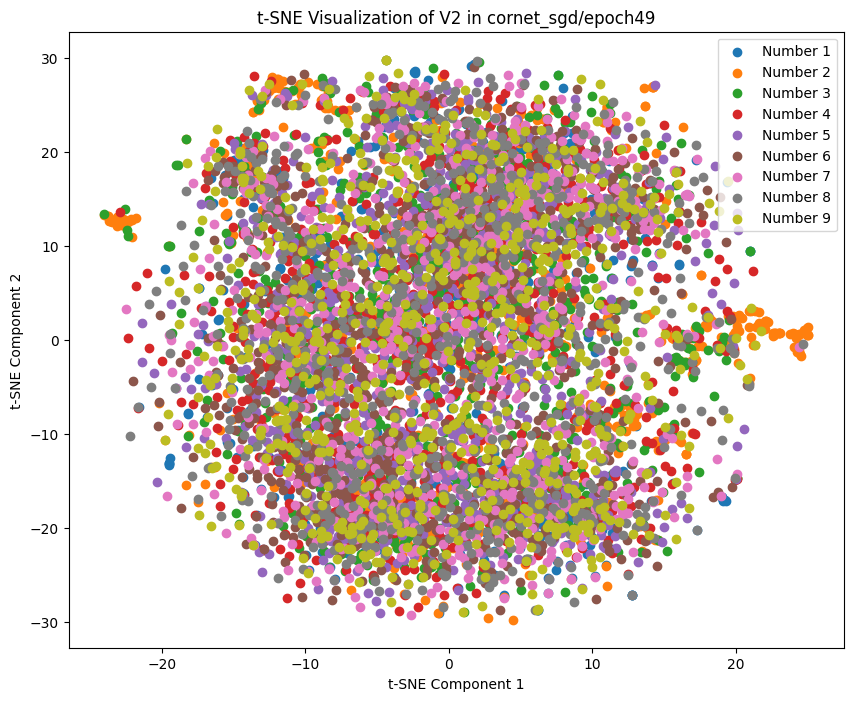 t-SNE Visualization of V2 in cornet_sgd/epoch49
30
20
10
0
−10
−20
−30
t-SNE Component 2
−20
−10
0
10
20
t-SNE Component 1
Number 1
Number 2
Number 3
Number 4
Number 5
Number 6
Number 7
Number 8
Number 9